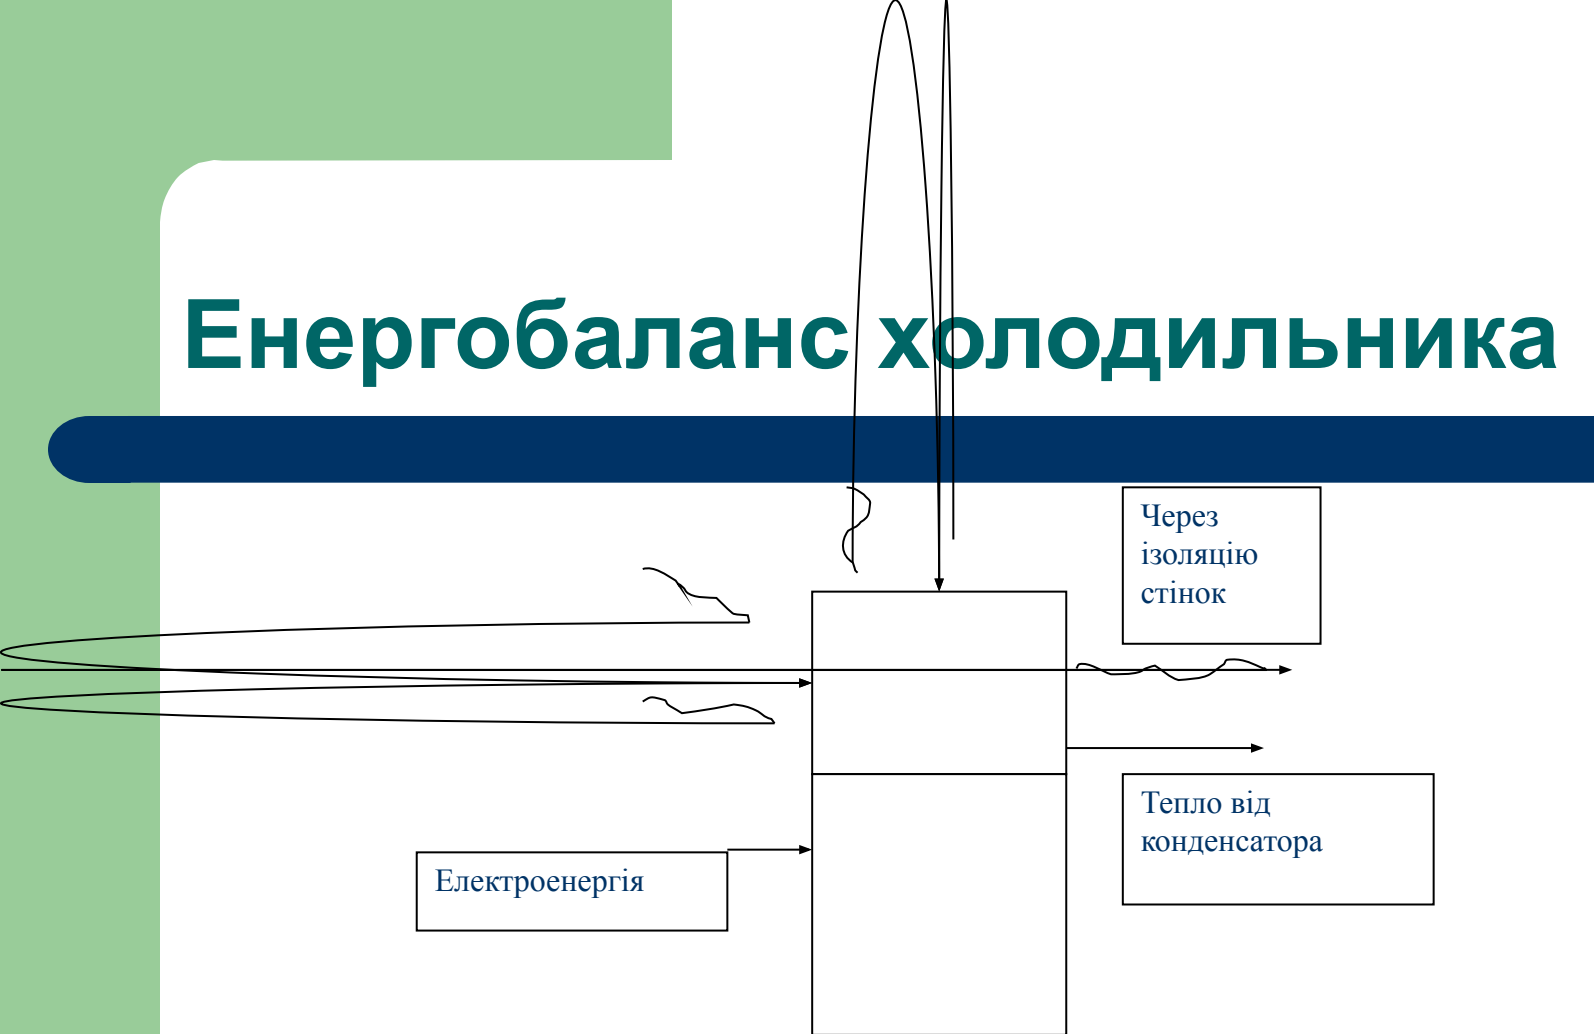 Енергобаланс холодильника
Через
ізоляцію
стінок
Тепло від
конденсатора
Електроенергія